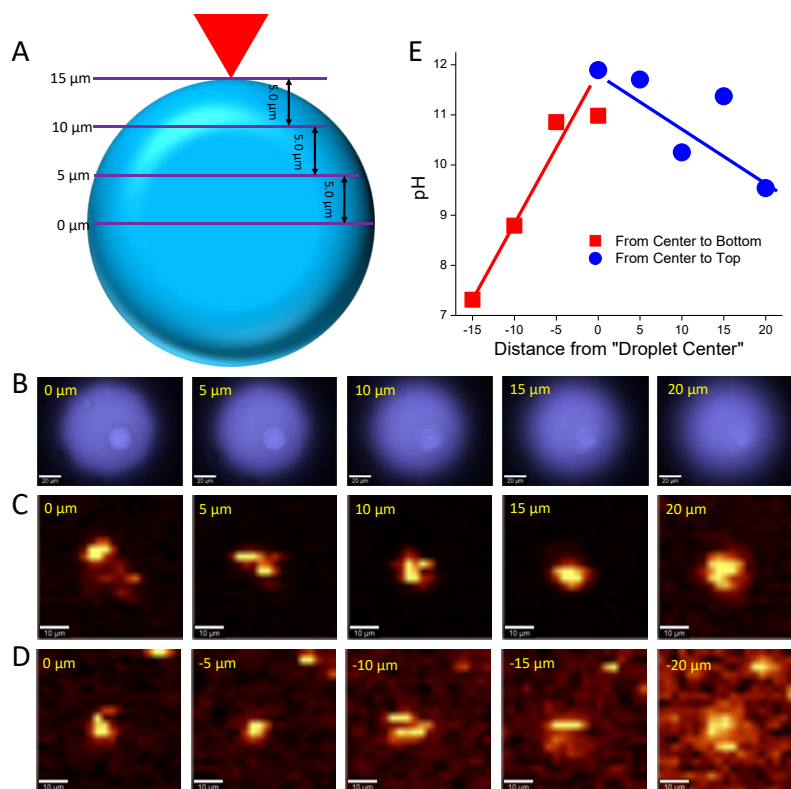 A
15 µm
10 µm
5 µm
0 µm
5.0 µm
5.0 µm
5.0 µm
E
12
11
10
9
8
7
pH
From Center to Bottom
From Center to Top
-15 -10 -5 0 5 10 15 20
Distance from "Droplet Center"
B
0 µm 5 µm 10 µm 15 µm 20 µm
20 µm 20 µm 20 µm 20 µm 20 µm
C
0 µm 5 µm 10 µm 15 µm 20 µm
10 µm 10 µm 10 µm 10 µm 10 µm
D
0 µm -5 µm -10 µm -15 µm -20 µm
10 µm 10 µm 10 µm 10 µm 10 µm